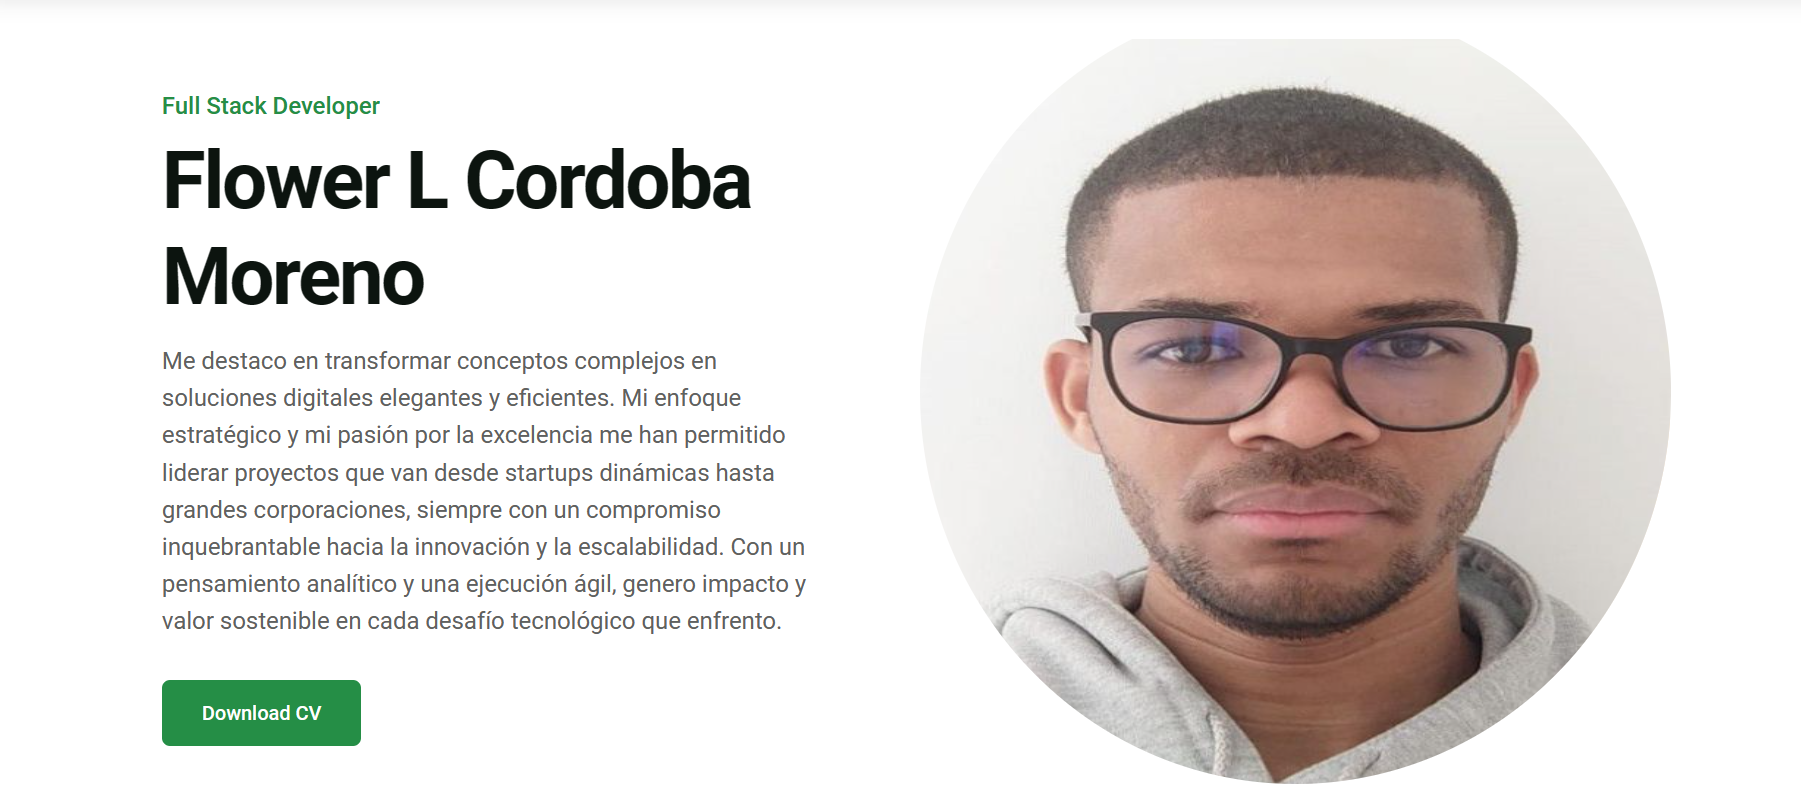 Full Stack Developer
Flower L Cordoba
Moreno
Me destaco en transformar conceptos complejos en
soluciones digitales elegantes y eficientes. Mi enfoque
estratégico y mi pasión por la excelencia me han permitido
liderar proyectos que van desde startups dinámicas hasta
grandes corporaciones, siempre con un compromiso
inquebrantable hacia la innovación y la escalabilidad. Con un
pensamiento analítico y una ejecución ágil, genero impacto y
valor sostenible en cada desafío tecnológico que enfrento.
Download CV